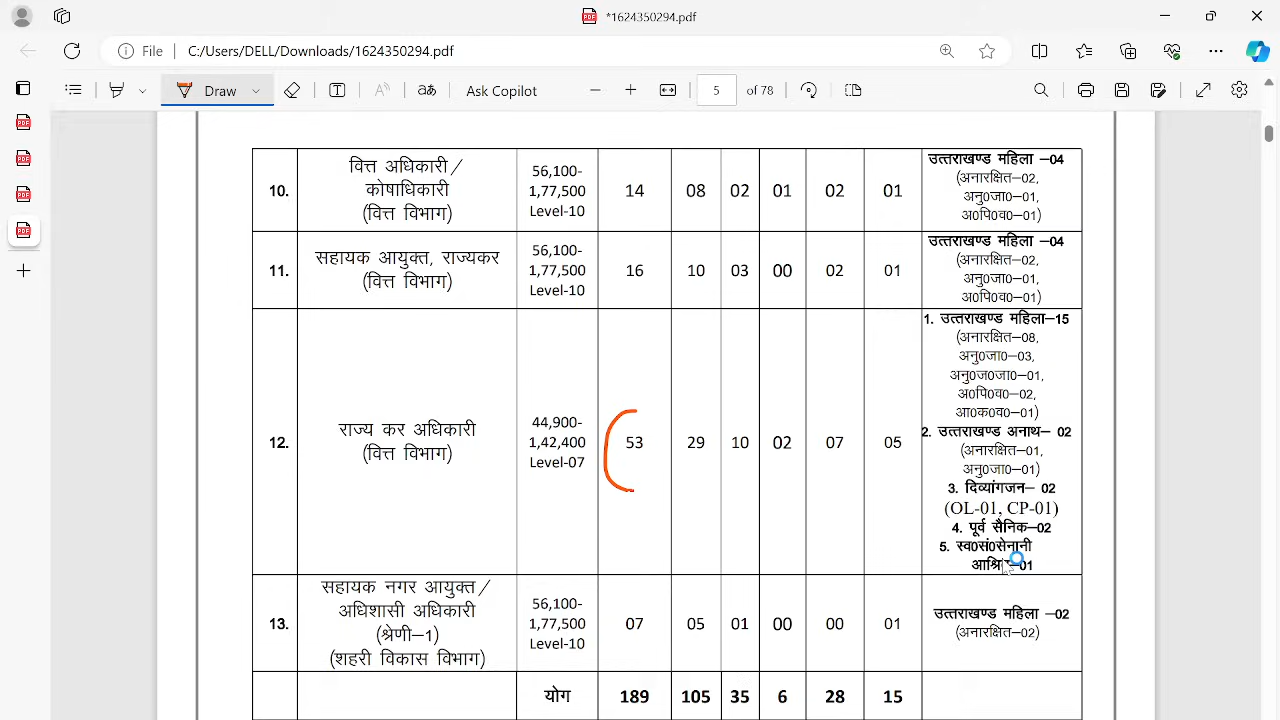 *1624350294.pdf
File C:/Users/DELL/Downloads/1624350294.pdf
Draw aあ Ask Copilot 5 of 78
10. वित्त अधिकारी/ कोषाधिकारी (वित्त विभाग) 56,100- 1,77,500 Level-10 14 08 02 01 02 01 उत्तराखण्ड महिला –04 (अनारक्षित–02, अनु0जा0–01, अ0पि0व0–01)
11. सहायक आयुक्त, राज्यकर (वित्त विभाग) 56,100- 1,77,500 Level-10 16 10 03 00 02 01 उत्तराखण्ड महिला –04 (अनारक्षित–02, अनु0जा0–01, अ0पि0व0–01)
12. राज्य कर अधिकारी (वित्त विभाग) 44,900- 1,42,400 Level-07 53 29 10 02 07 05
1. उत्तराखण्ड महिला–15
(अनारक्षित–08,
अनु0जा0–03,
अनु0ज0जा0–01,
अ0पि0व0–02,
आ0क0व0–01)
2. उत्तराखण्ड अनाथ– 02
(अनारक्षित–01,
अनु0जा0–01)
3. दिव्यांगजन– 02
(OL-01, CP-01)
4. पूर्व सैनिक–02
5. स्व0सं0सेनानी
–01
13. सहायक नगर आयुक्त/ अधिशासी अधिकारी (श्रेणी–1) (शहरी विकास विभाग) 56,100- 1,77,500 Level-10 07 05 01 00 00 01 उत्तराखण्ड महिला –02 (अनारक्षित–02)
योग 189 105 35 6 28 15